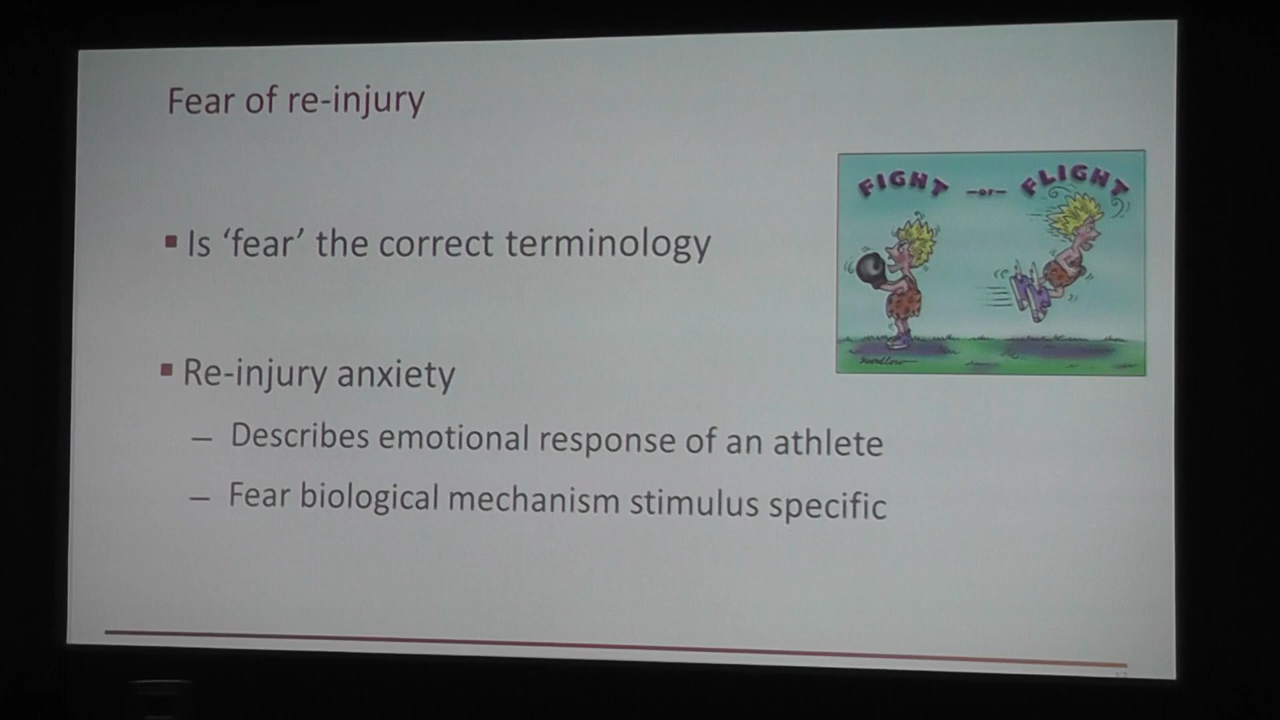 Fear of re-injury
FIGHT -or- FLIGHT
▪ Is ‘fear’ the correct terminology
▪ Re-injury anxiety
– Describes emotional response of an athlete
– Fear biological mechanism stimulus specific